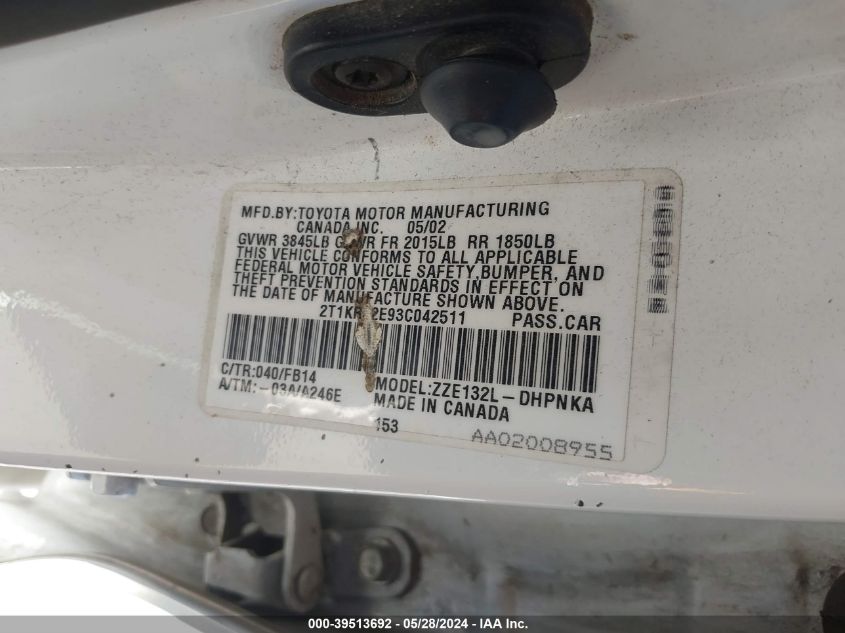 MFD.BY:TOYOTA MOTOR MANUFACTURING
CANADA INC. 05/02
GVWR 3845LB FR 2015LB RR 1850LB
THIS VEHICLE CONFORMS TO ALL APPLICABLE
FEDERAL MOTOR VEHICLE SAFETY,BUMPER, AND
THEFT PREVENTION STANDARDS IN EFFECT ON
THE DATE OF MANUFACTURE SHOWN ABOVE.
PASS.CAR
C/TR:040/FB14
A/TM:-03A/A246E
MODEL:ZZE132L-DHPNKA
MADE IN CANADA
153
AA02008955
000-39513692 - 05/28/2024 - IAA Inc.